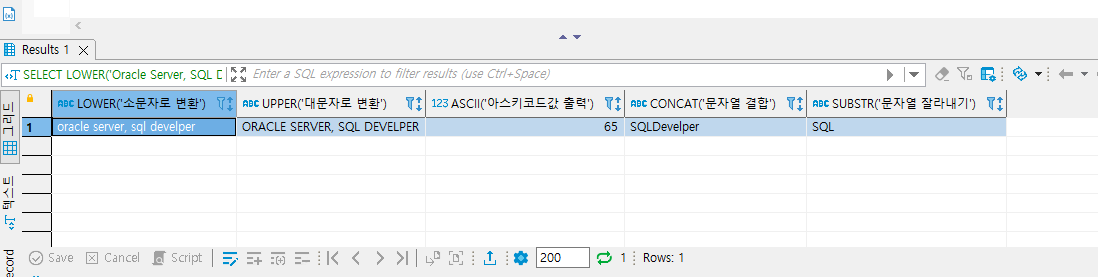 Results 1
SELECT LOWER('Oracle Server, SQL D
Enter a SQL expression to filter results (use Ctrl+Space)
그리드
텍스트
ABC LOWER('소문자로 변환')
ABC UPPER('대문자로 변환')
123 ASCII('아스키코드값 출력')
ABC CONCAT('문자열 결합')
ABC SUBSTR('문자열 잘라내기')
1
oracle server, sql develper
ORACLE SERVER, SQL DEVELPER
65
SQLDevelper
SQL
ecord
Save
Cancel
Script
200
1
Rows: 1